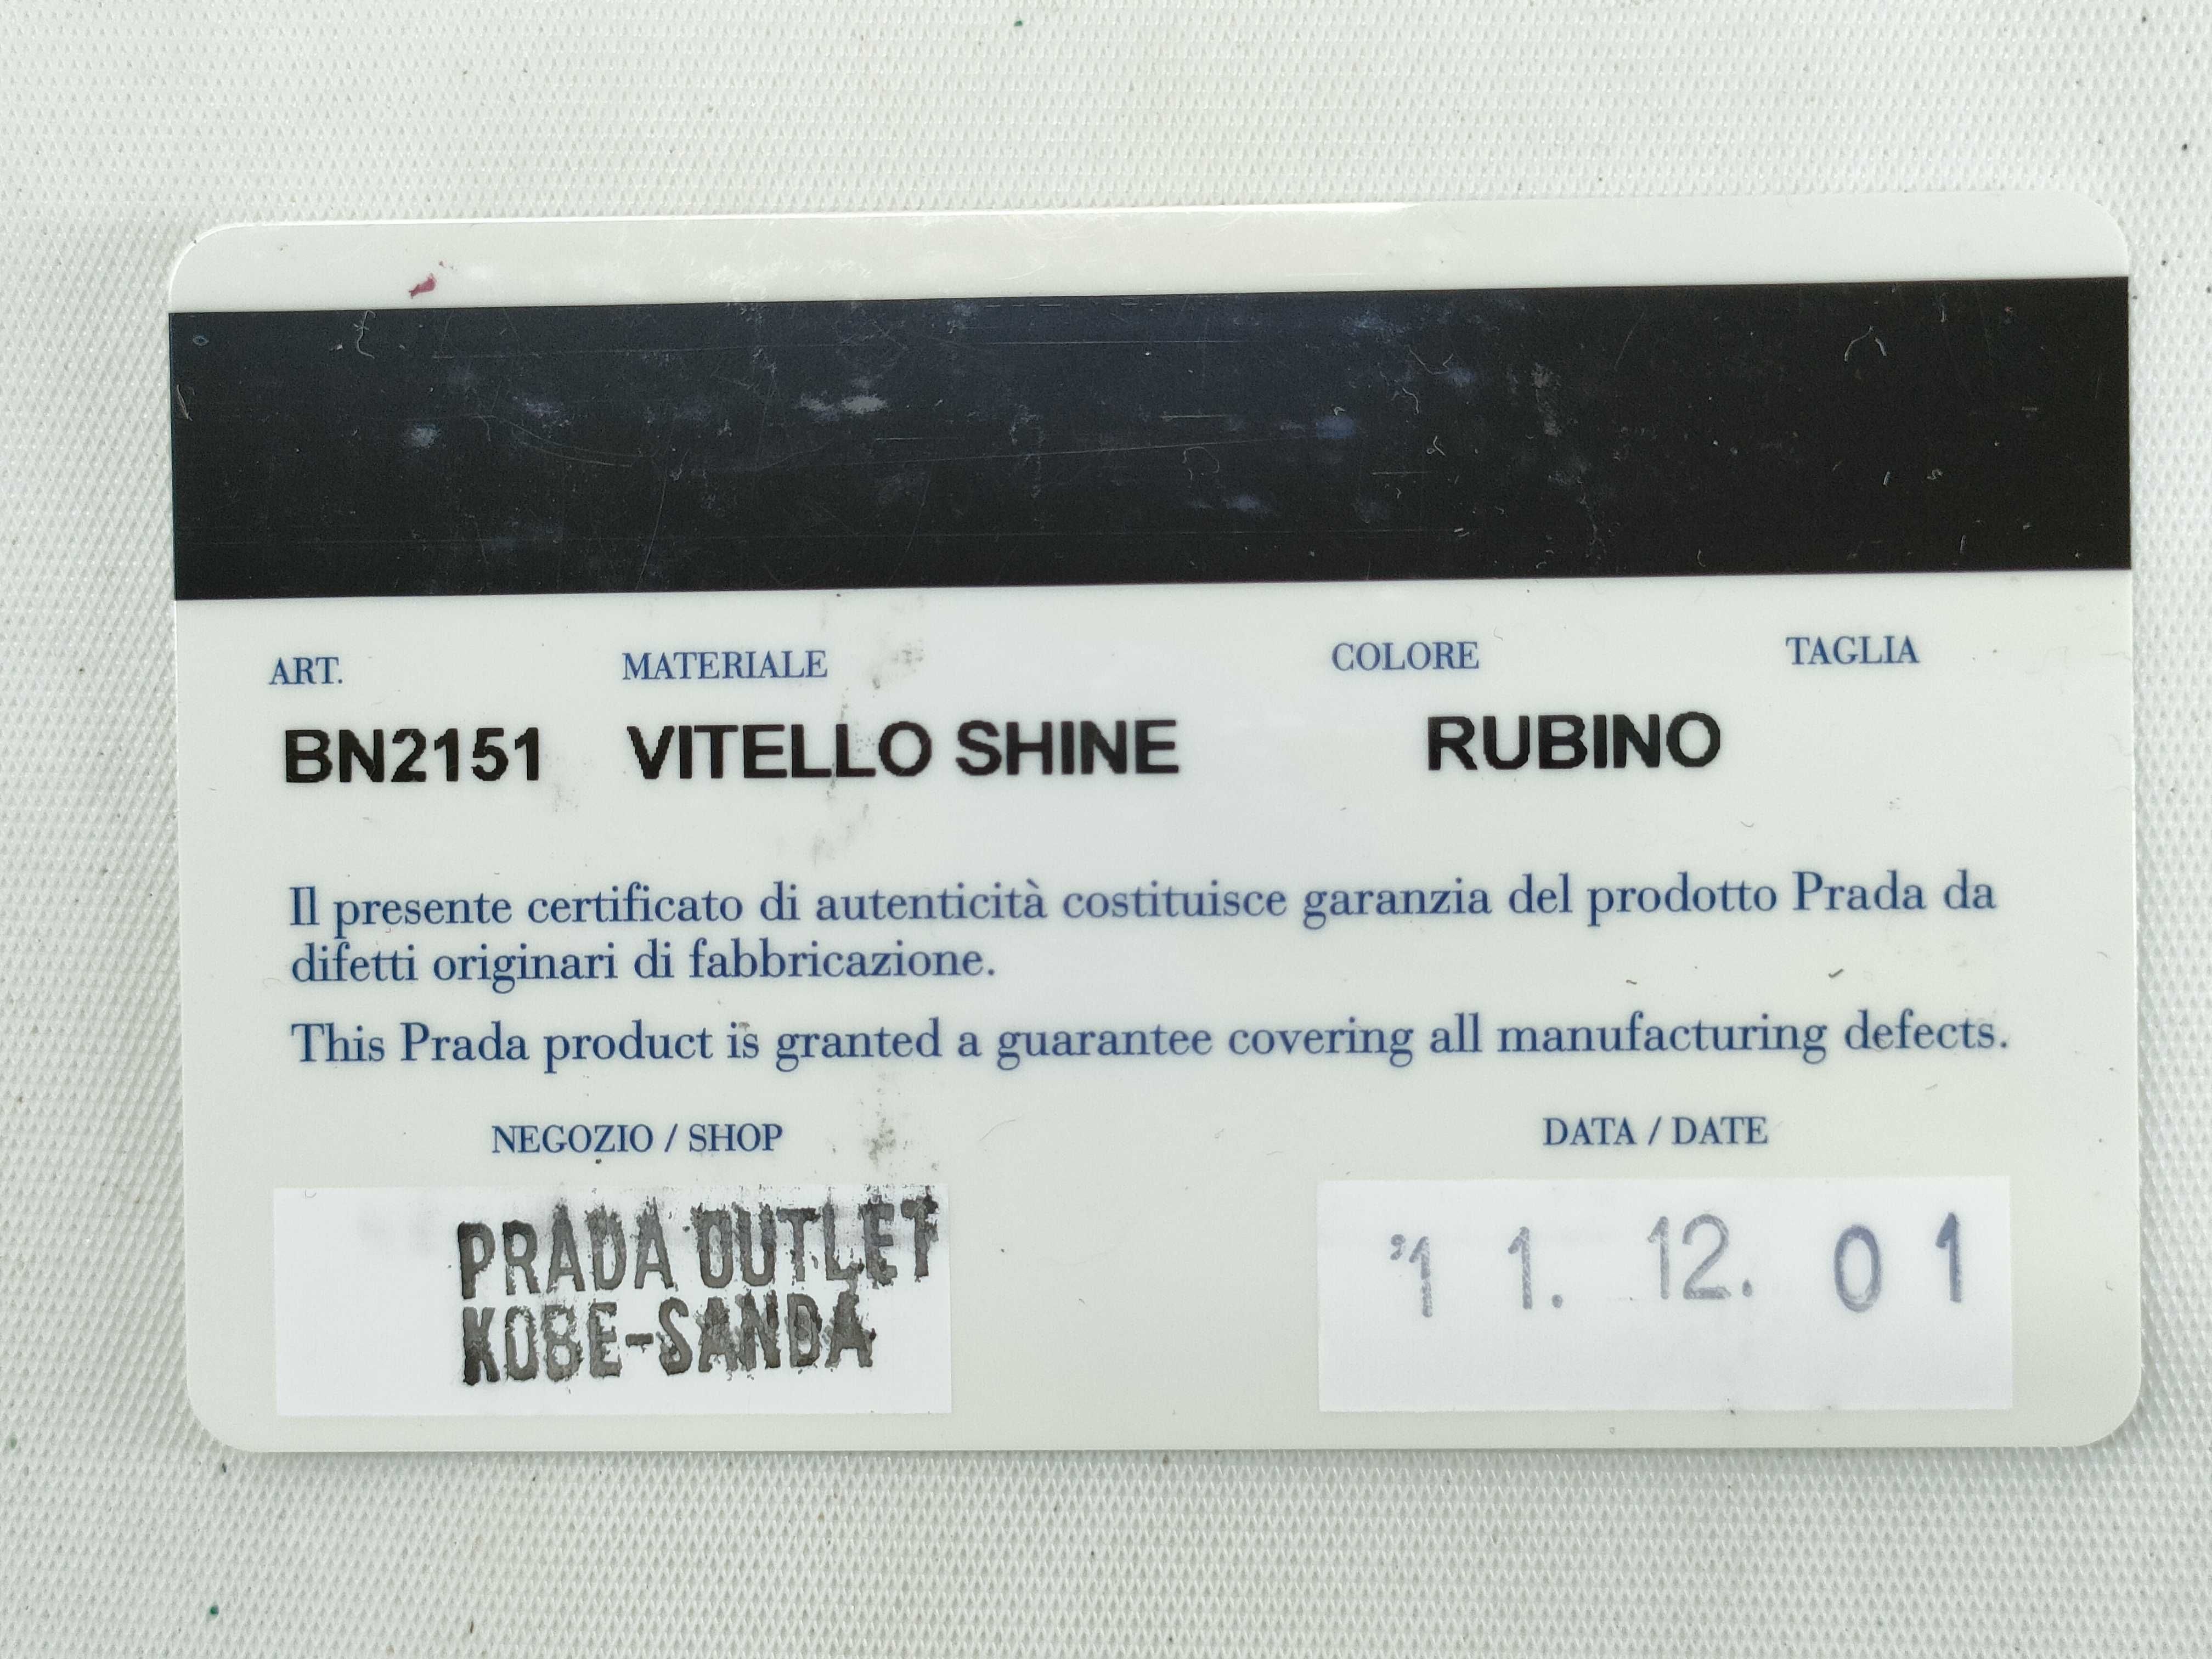 ART. MATERIALE COLORE TAGLIA
BN2151 VITELLO SHINE RUBINO
Il presente certificato di autenticità costituisce garanzia del prodotto Prada da
difetti originari di fabbricazione.
This Prada product is granted a guarantee covering all manufacturing defects.
NEGOZIO / SHOP DATA / DATE
PRADA OUTLET
KOBE-SANDA
'11. 12. 01